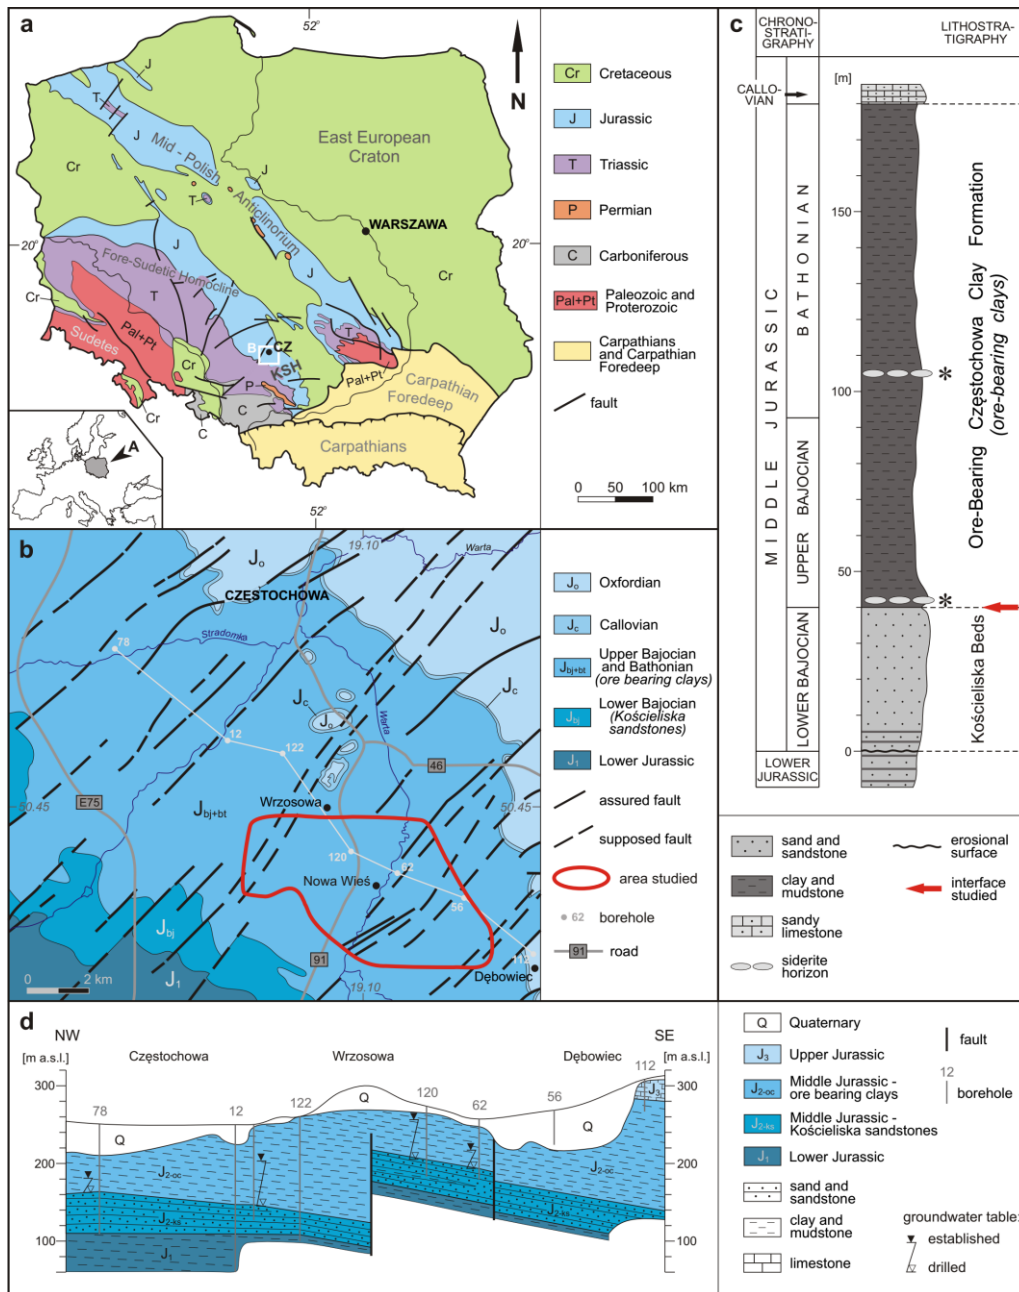 a
52°
N
Cr
Cretaceous
J
Jurassic
T
Triassic
P
Permian
C
Carboniferous
Pal+Pt
Paleozoic and
Proterozoic
Carpathians
and Carpathian
Foredeep
fault
0 50 100 km
J
T
J
Mid - Polish
East European
Craton
Cr
J
T
Anticlinorium
WARSZAWA
20°
20°
J
Fore-Sudetic Homocline
J
Cr
Cr
T
T
Pal+Pt
Sudetes
B
CZ
KSH
Cr
P
Pal+Pt
Carpathian
Foredeep
C
Cr
C
Carpathians
A
52°
b
19.10
Warta
J₀
CZĘSTOCHOWA
J₀
Stradomka
78
J_c
J_c
J₀
Warta
12
122
46
E75
50.45
50.45
Wrzosowa
J_bj+bt
120
62
Nowa Wieś
56
J_bj
J₁
91
Dębowiec
0 2 km
19.10
J₀
Oxfordian
J_c
Callovian
J_bj+bt
Upper Bajocian
and Bathonian
(ore bearing clays)
J_bj
Lower Bajocian
(Kościeliska
sandstones)
J₁
Lower Jurassic
assured fault
supposed fault
area studied
62
borehole
91
road
c
CHRONO-
STRATI-
GRAPHY
LITHOSTRA-
TIGRAPHY
[m]
CALLO-
VIAN
MIDDLE JURASSIC
BATHONIAN
UPPER BAJOCIAN
LOWER BAJOCIAN
LOWER
JURASSIC
150
100
50
0
*
*
Ore-Bearing Częstochowa Clay Formation
(ore-bearing clays)
Kościeliska Beds
sand and
sandstone
clay and
mudstone
sandy
limestone
siderite
horizon
erosional
surface
interface
studied
d
NW
SE
[m a.s.l.]
Częstochowa
Wrzosowa
Dębowiec
[m a.s.l.]
300
200
100
300
200
100
78
12
122
120
62
56
112
Q
Q
Q
J₃
J₂₋oc
J₂₋oc
J₂₋ks
J₂₋ks
J₁
Q
Quaternary
J₃
Upper Jurassic
J₂₋oc
Middle Jurassic -
ore bearing clays
J₂₋ks
Middle Jurassic -
Kościeliska sandstones
J₁
Lower Jurassic
sand and
sandstone
clay and
mudstone
limestone
fault
12
borehole
groundwater table:
established
drilled